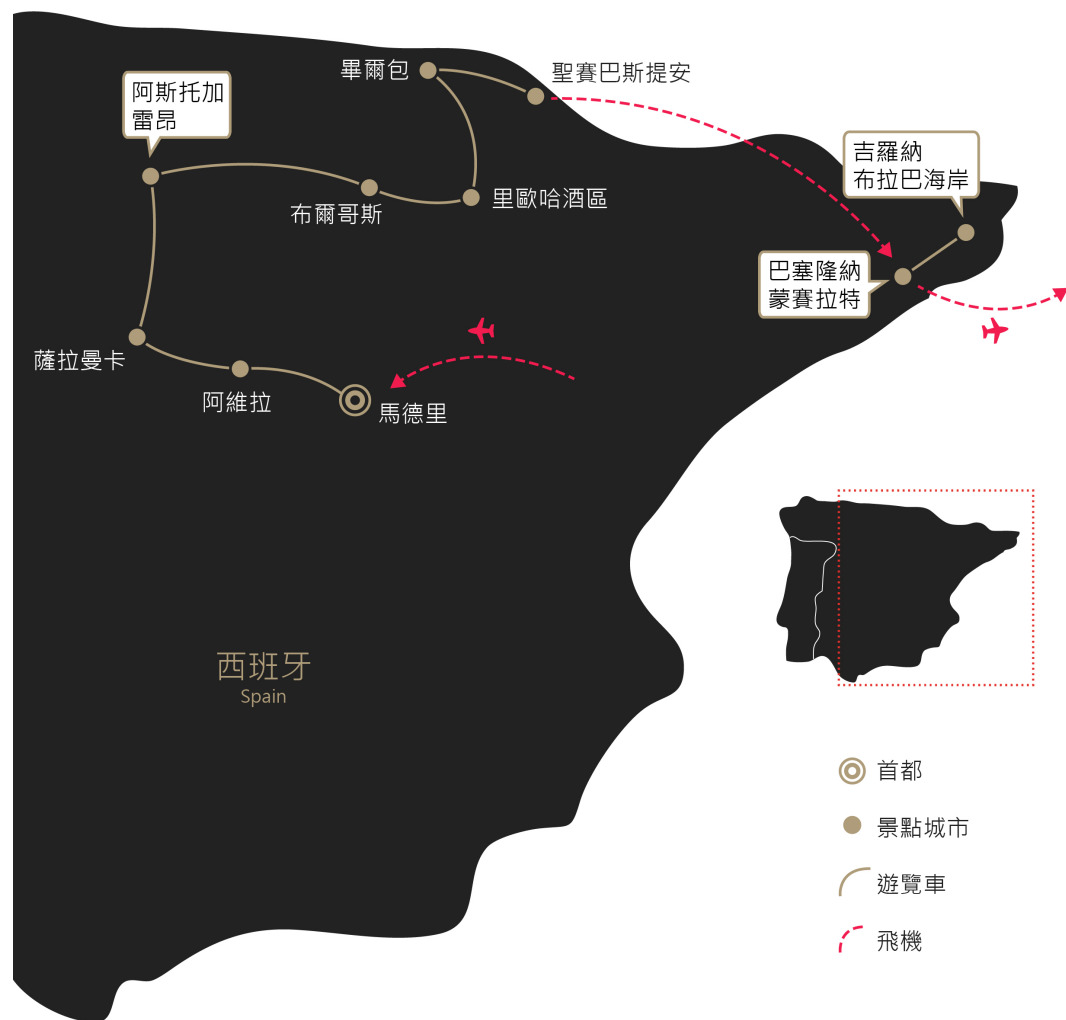 畢爾包
聖賽巴斯提安
阿斯托加
雷昂
吉羅納
布拉巴海岸
布爾哥斯
里歐哈酒區
巴塞隆納
蒙賽拉特
薩拉曼卡
阿維拉
馬德里
西班牙
Spain
首都
景點城市
遊覽車
飛機